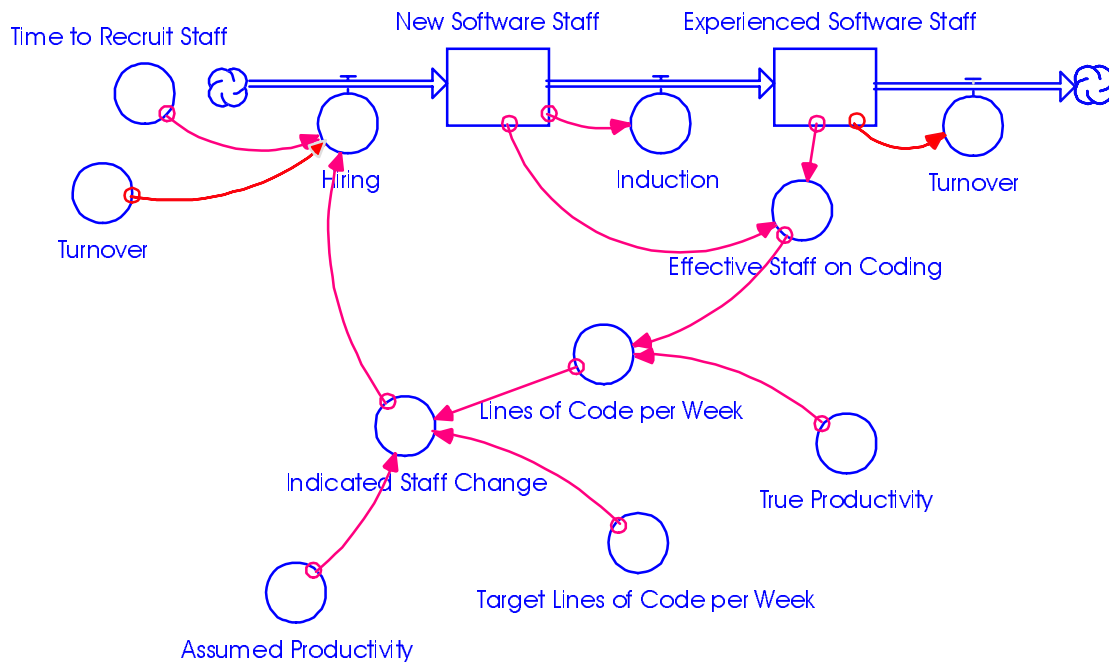 New Software Staff
Experienced Software Staff
Time to Recruit Staff
Hiring
Induction
Turnover
Turnover
Effective Staff on Coding
Lines of Code per Week
Indicated Staff Change
True Productivity
Target Lines of Code per Week
Assumed Productivity